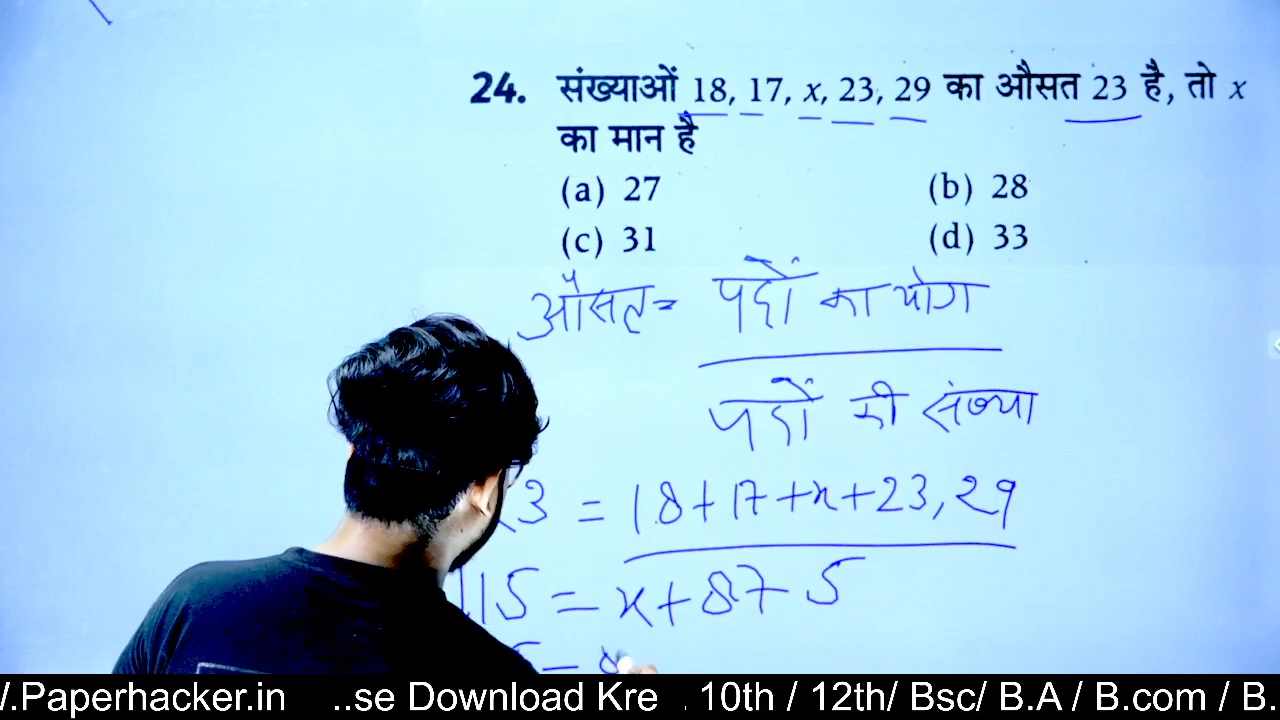 24. संख्याओं 18, 17, x, 23, 29 का औसत 23 है, तो x
का मान है
(a) 27 (b) 28
(c) 31 (d) 33
औसत = पदों का योग
पदों की संख्या
3 = 18+17+x+23,29
5
115 = x+87
/.Paperhacker.in ..se Download Kre . 10th / 12th/ Bsc/ B.A / B.com / B.